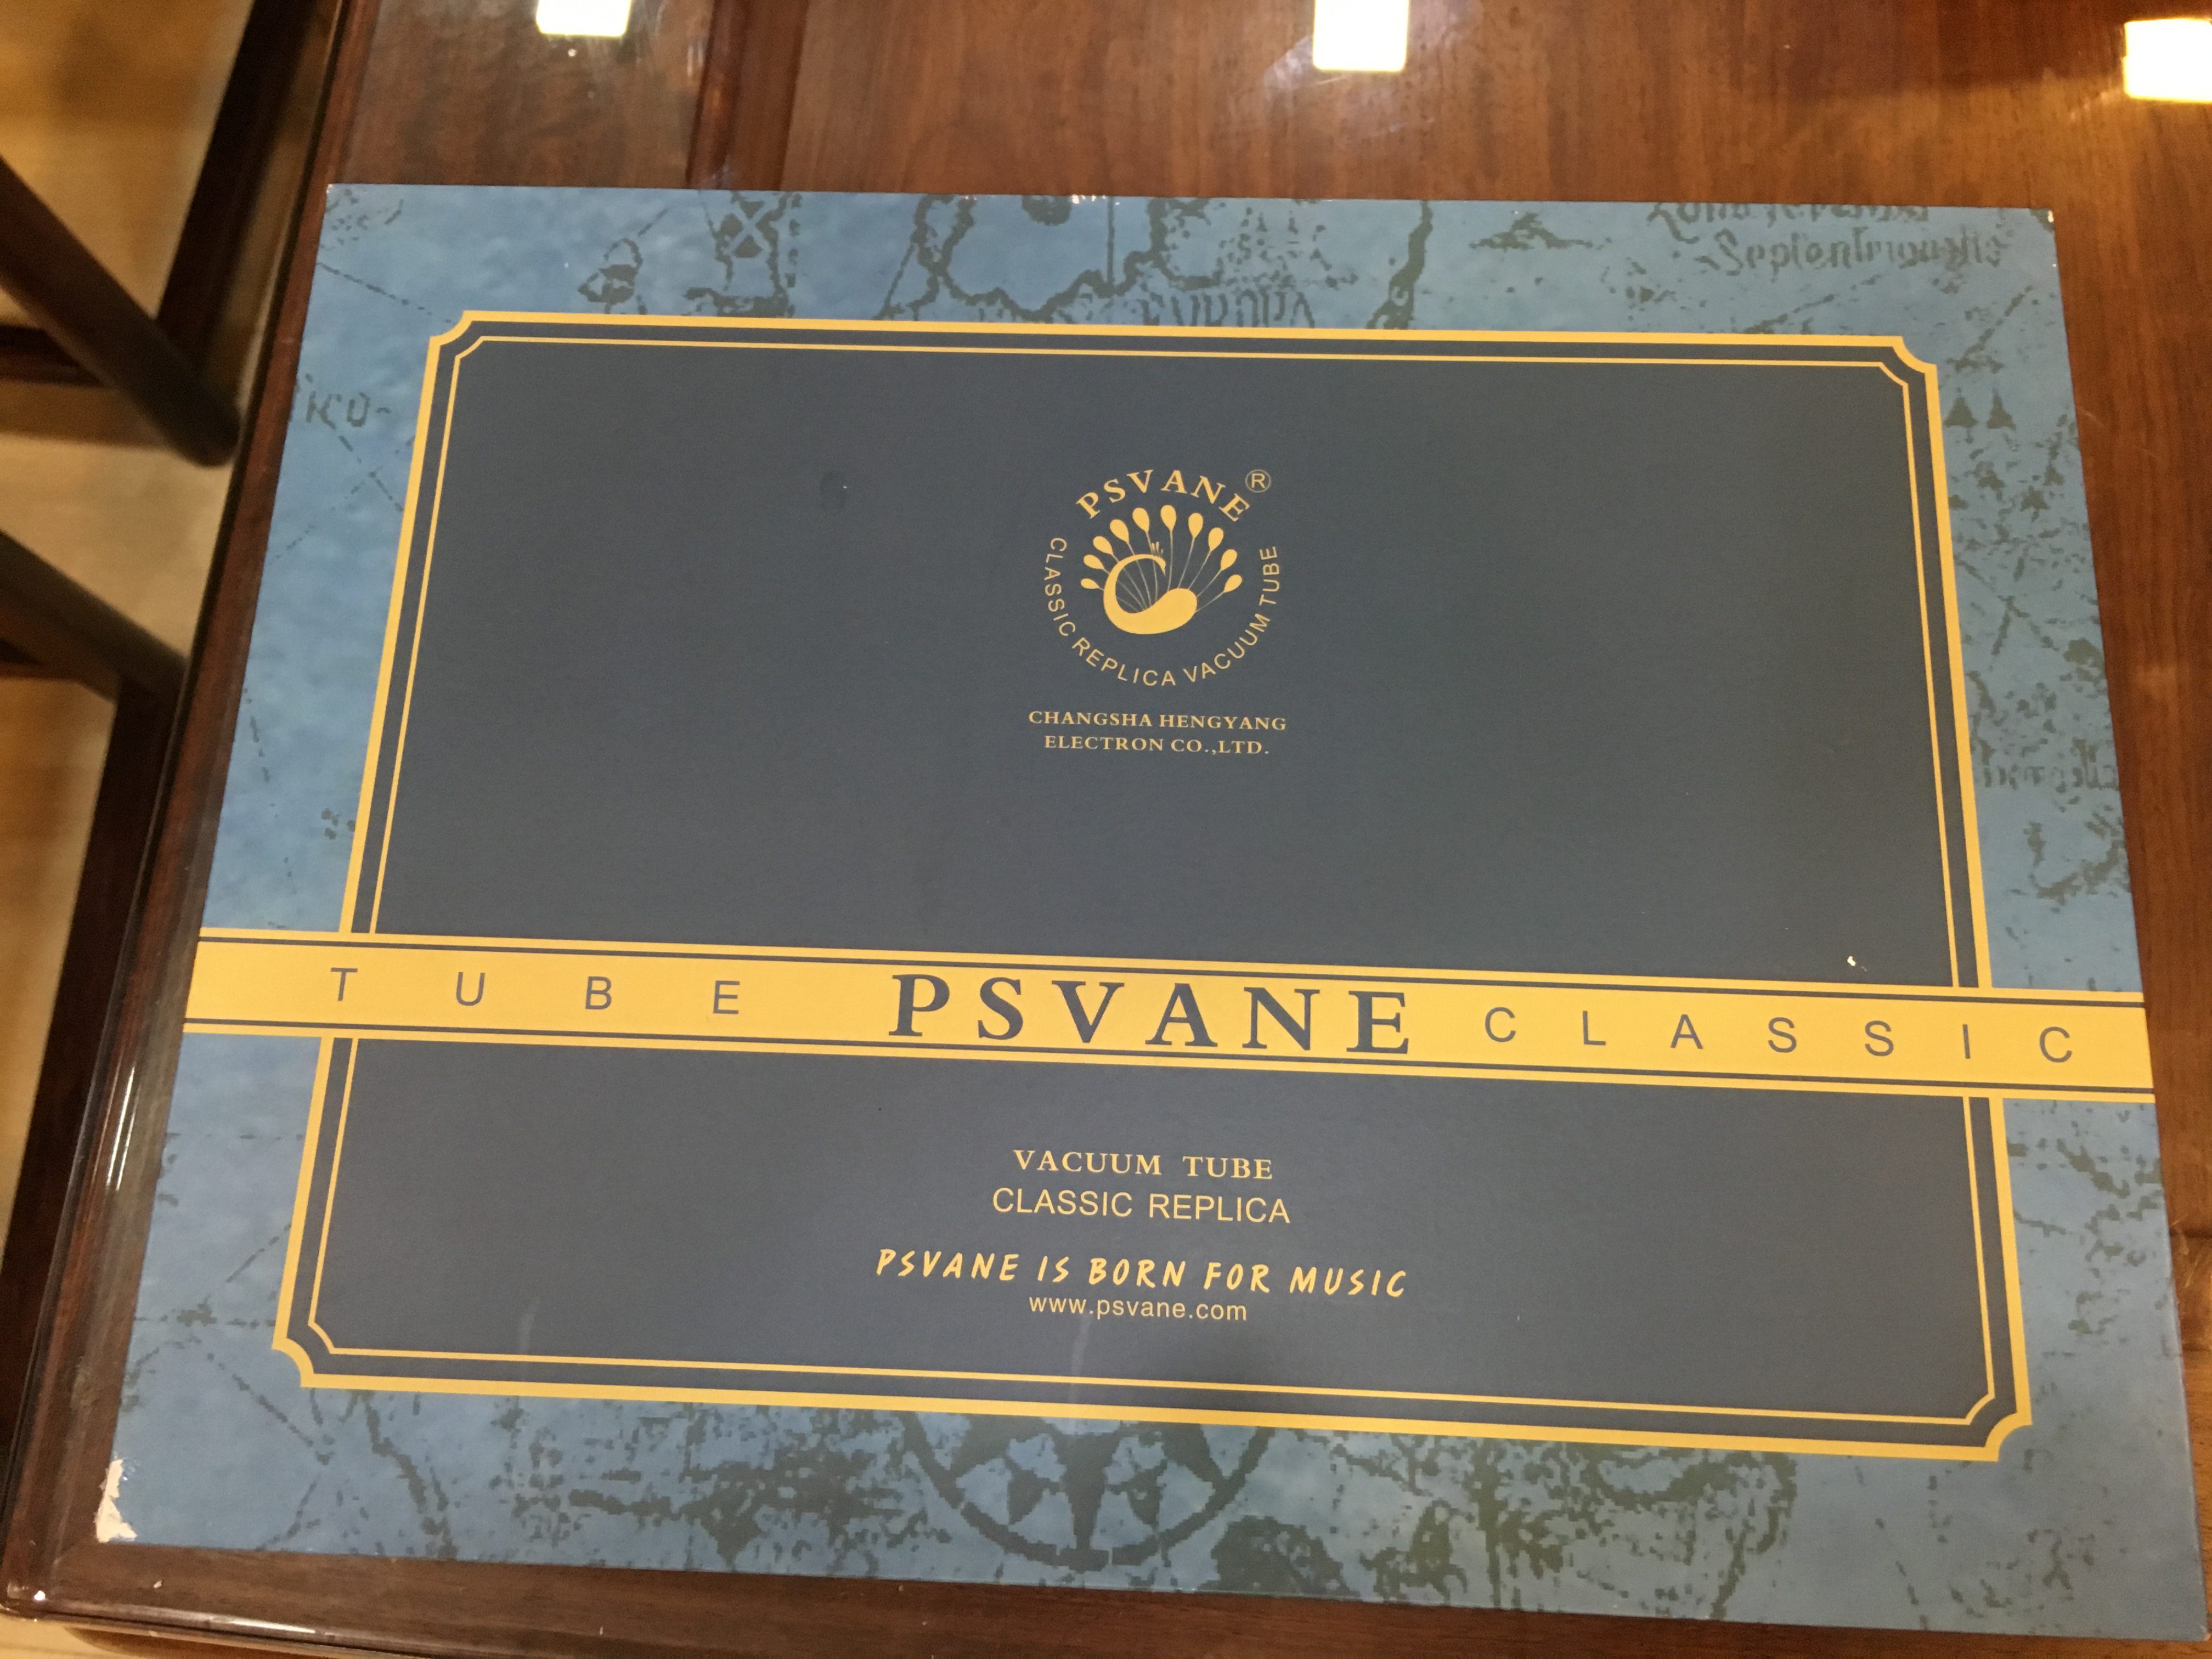 Septentrionalis
EUROPA
PSVANE®
CLASSIC REPLICA VACUUM TUBE
CHANGSHA HENGYANG
ELECTRON CO.,LTD.
TUBE PSVANE CLASSIC
VACUUM TUBE
CLASSIC REPLICA
PSVANE IS BORN FOR MUSIC
www.psvane.com